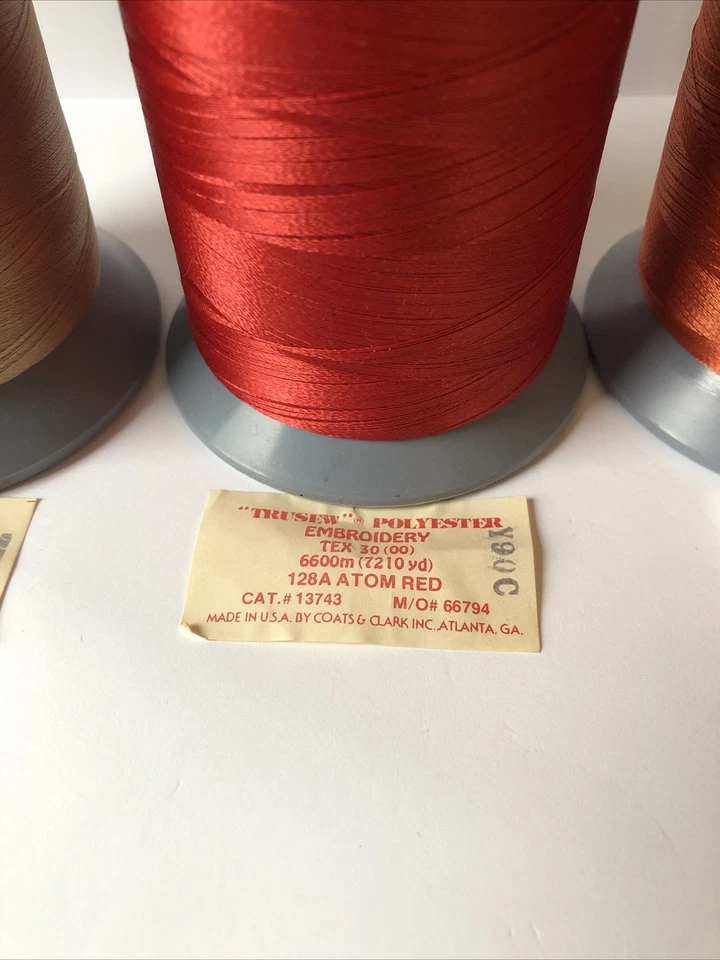 "TRUSEW"® POLYESTER
EMBROIDERY
TEX 30 (00)
6600m (7210 yd)
128A ATOM RED
CAT.# 13743 M/O# 66794
MADE IN U.S.A. BY COATS & CLARK INC., ATLANTA, GA.